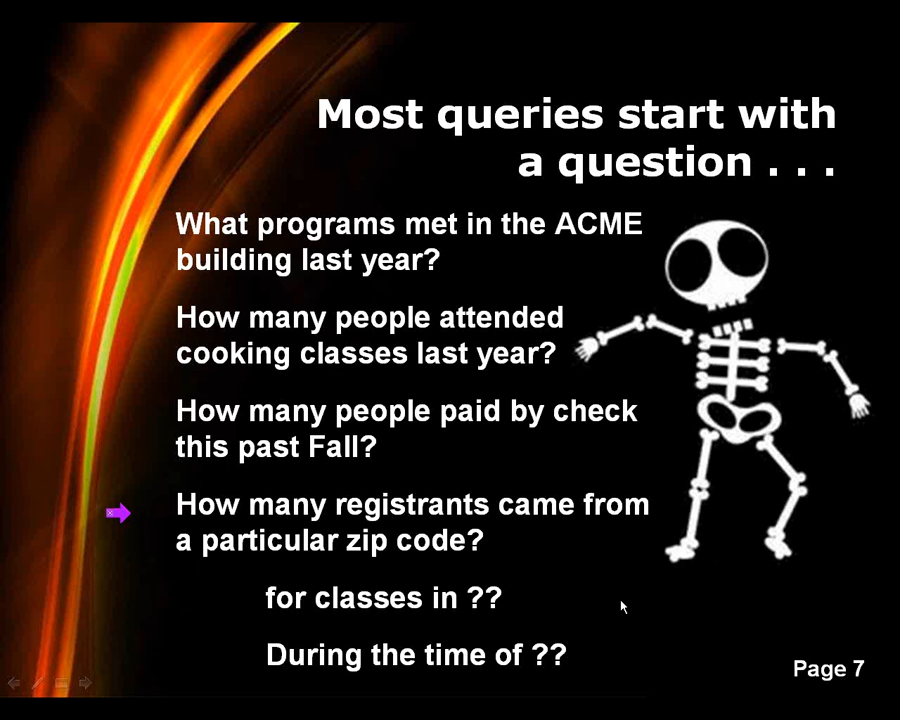 Most queries start with
a question . . .
What programs met in the ACME
building last year?
How many people attended
cooking classes last year?
How many people paid by check
this past Fall?
How many registrants came from
a particular zip code?
for classes in ??
During the time of ??
Page 7